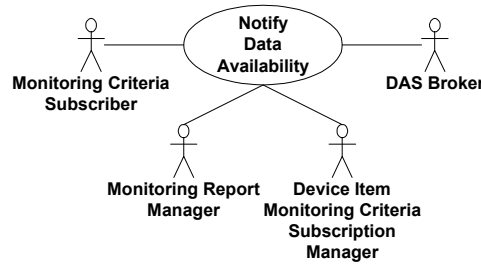 Notify
Data
Availability
Monitoring Criteria
Subscriber
DAS Broker
Monitoring Report
Manager
Device Item
Monitoring Criteria
Subscription
Manager